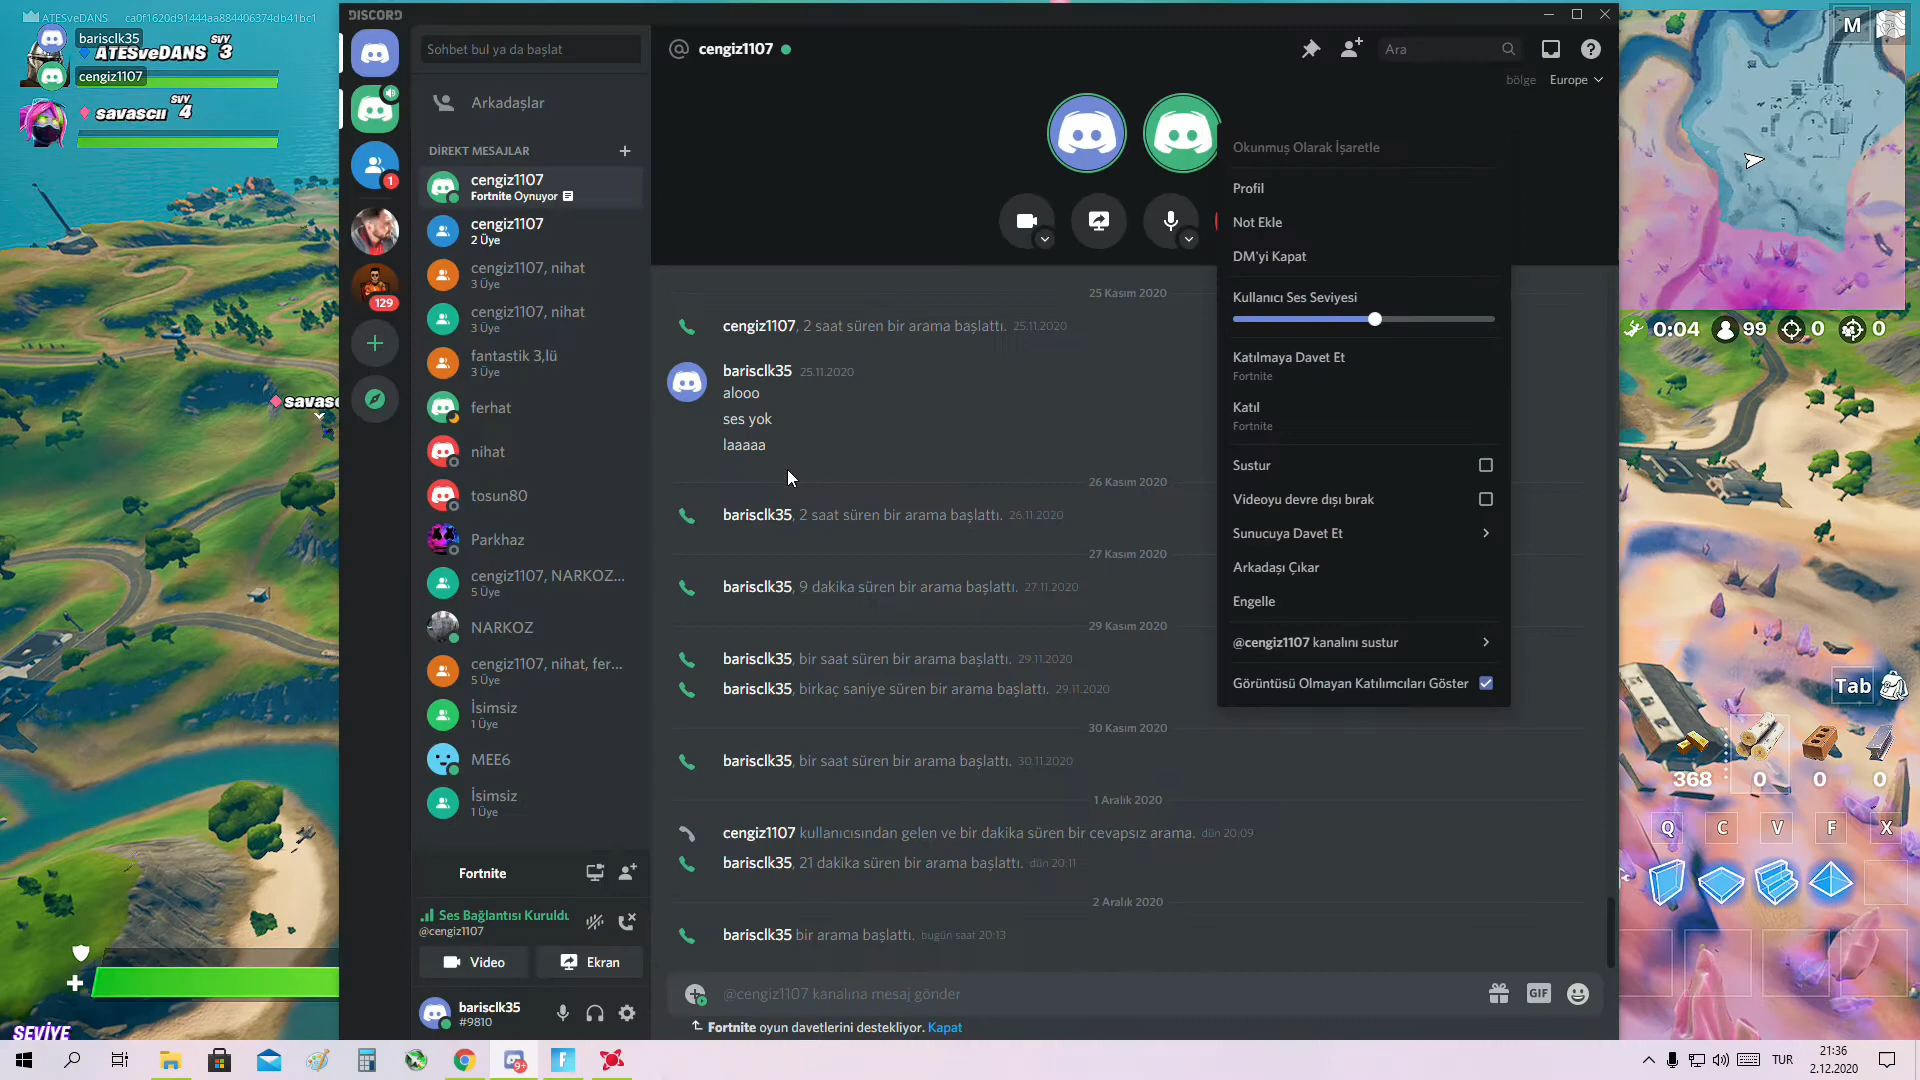 ATESveDANS ca0f1620d91444aa884406374db41bc1
barisclk35
ATESveDANS SVY 3
cengiz1107
savascıı SVY 4
savasc
SEVİYE
DISCORD
1
129
Sohbet bul ya da başlat
Arkadaşlar
DİREKT MESAJLAR
cengiz1107
Fortnite Oynuyor
cengiz1107
2 Üye
cengiz1107, nihat
3 Üye
cengiz1107, nihat
3 Üye
fantastik 3,lü
3 Üye
ferhat
nihat
tosun80
Parkhaz
cengiz1107, NARKOZ...
5 Üye
NARKOZ
cengiz1107, nihat, fer...
5 Üye
İsimsiz
1 Üye
MEE6
İsimsiz
1 Üye
Fortnite
Ses Bağlantısı Kuruldu
@cengiz1107
Video
Ekran
barisclk35
#9810
cengiz1107
Ara
bölge Europe
25 Kasım 2020
cengiz1107, 2 saat süren bir arama başlattı. 25.11.2020
barisclk35 25.11.2020
alooo
ses yok
laaaaa
26 Kasım 2020
barisclk35, 2 saat süren bir arama başlattı. 26.11.2020
27 Kasım 2020
barisclk35, 9 dakika süren bir arama başlattı. 27.11.2020
29 Kasım 2020
barisclk35, bir saat süren bir arama başlattı. 29.11.2020
barisclk35, birkaç saniye süren bir arama başlattı. 29.11.2020
30 Kasım 2020
barisclk35, bir saat süren bir arama başlattı. 30.11.2020
1 Aralık 2020
cengiz1107 kullanıcısından gelen ve bir dakika süren bir cevapsız arama. dün 20:09
barisclk35, 21 dakika süren bir arama başlattı. dün 20:11
2 Aralık 2020
barisclk35 bir arama başlattı. bugün saat 20:13
@cengiz1107 kanalına mesaj gönder
GIF
Fortnite oyun davetlerini destekliyor. Kapat
Okunmuş Olarak İşaretle
Profil
Not Ekle
DM'yi Kapat
Kullanıcı Ses Seviyesi
Katılmaya Davet Et
Fortnite
Katıl
Fortnite
Sustur
Videoyu devre dışı bırak
Sunucuya Davet Et
Arkadaşı Çıkar
Engelle
@cengiz1107 kanalını sustur
Görüntüsü Olmayan Katılımcıları Göster
M
0:04 99 0 0
Tab
368 0 0 0
Q C V F X
9+
F
TUR
21:36
2.12.2020